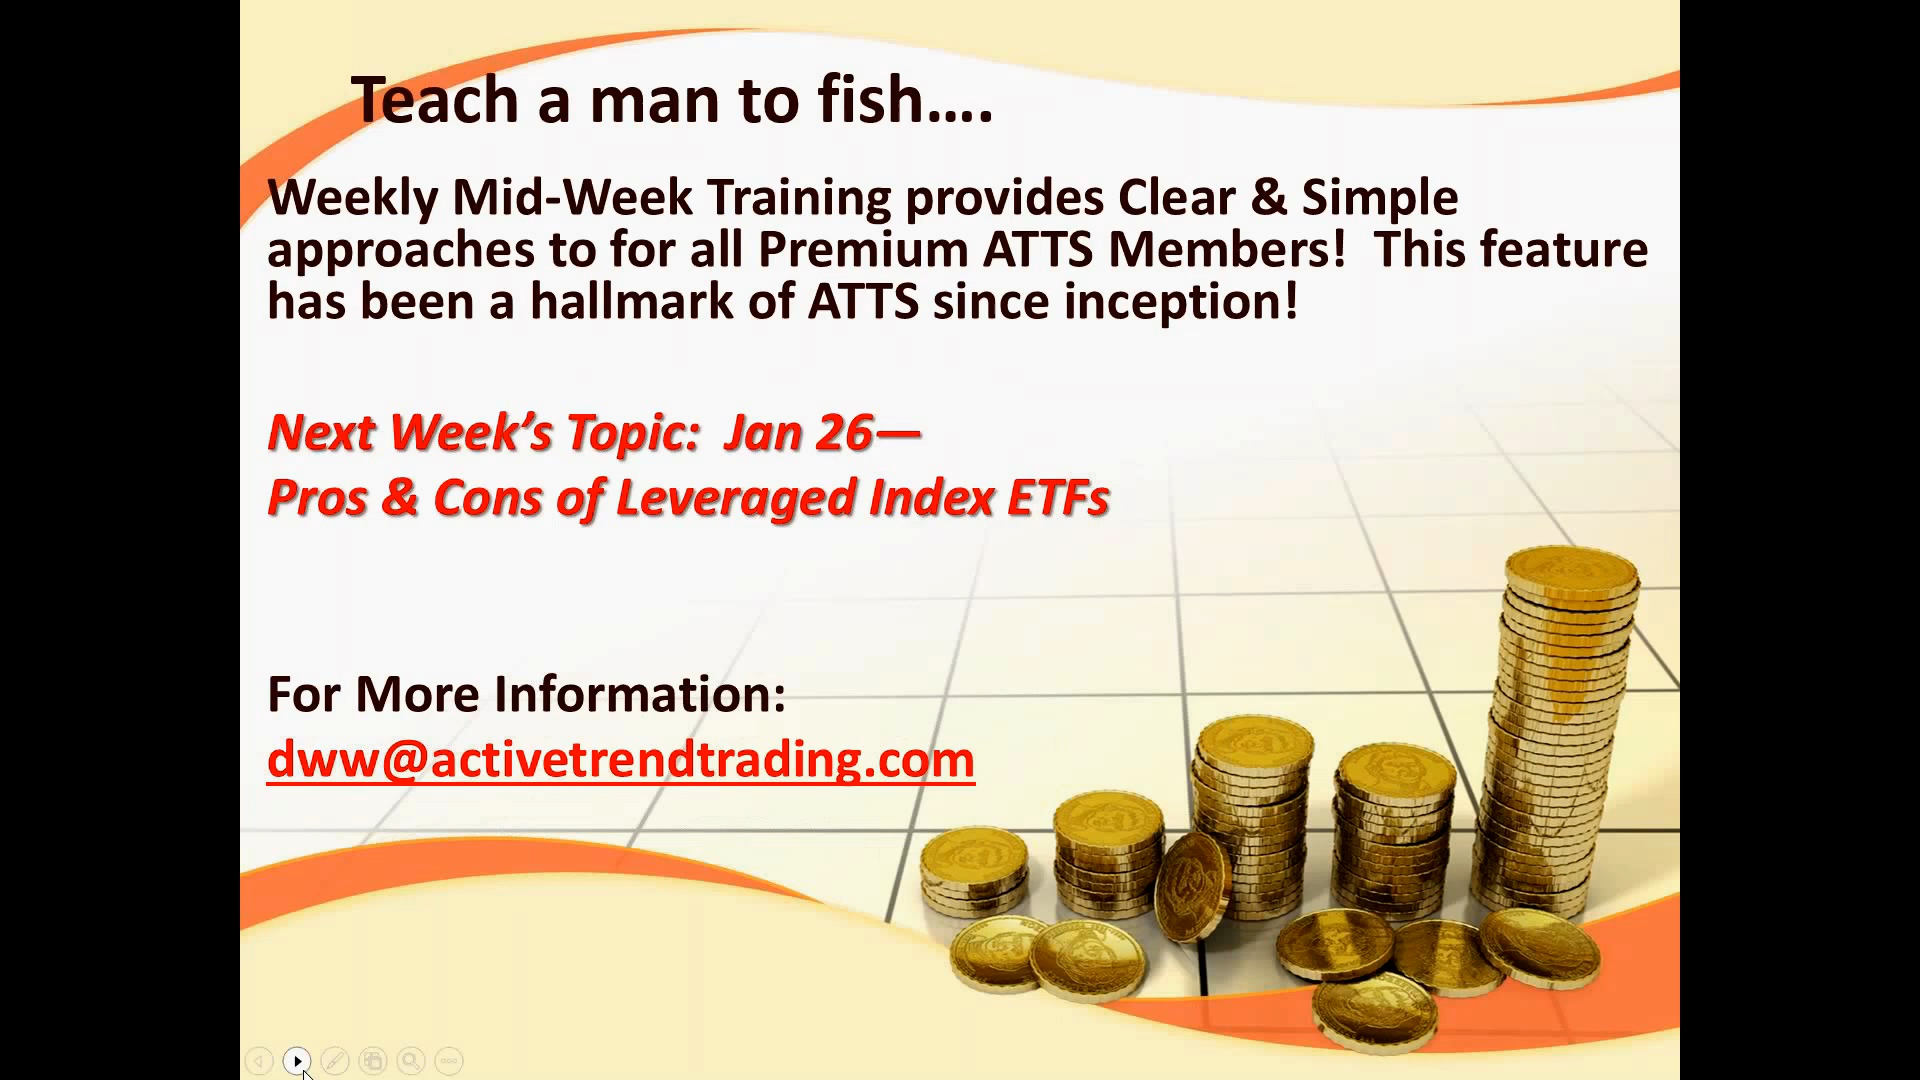 Teach a man to fish….
Weekly Mid-Week Training provides Clear & Simple
approaches to for all Premium ATTS Members!  This feature
has been a hallmark of ATTS since inception!
Next Week’s Topic:  Jan 26—
Pros & Cons of Leveraged Index ETFs
For More Information:
dww@activetrendtrading.com